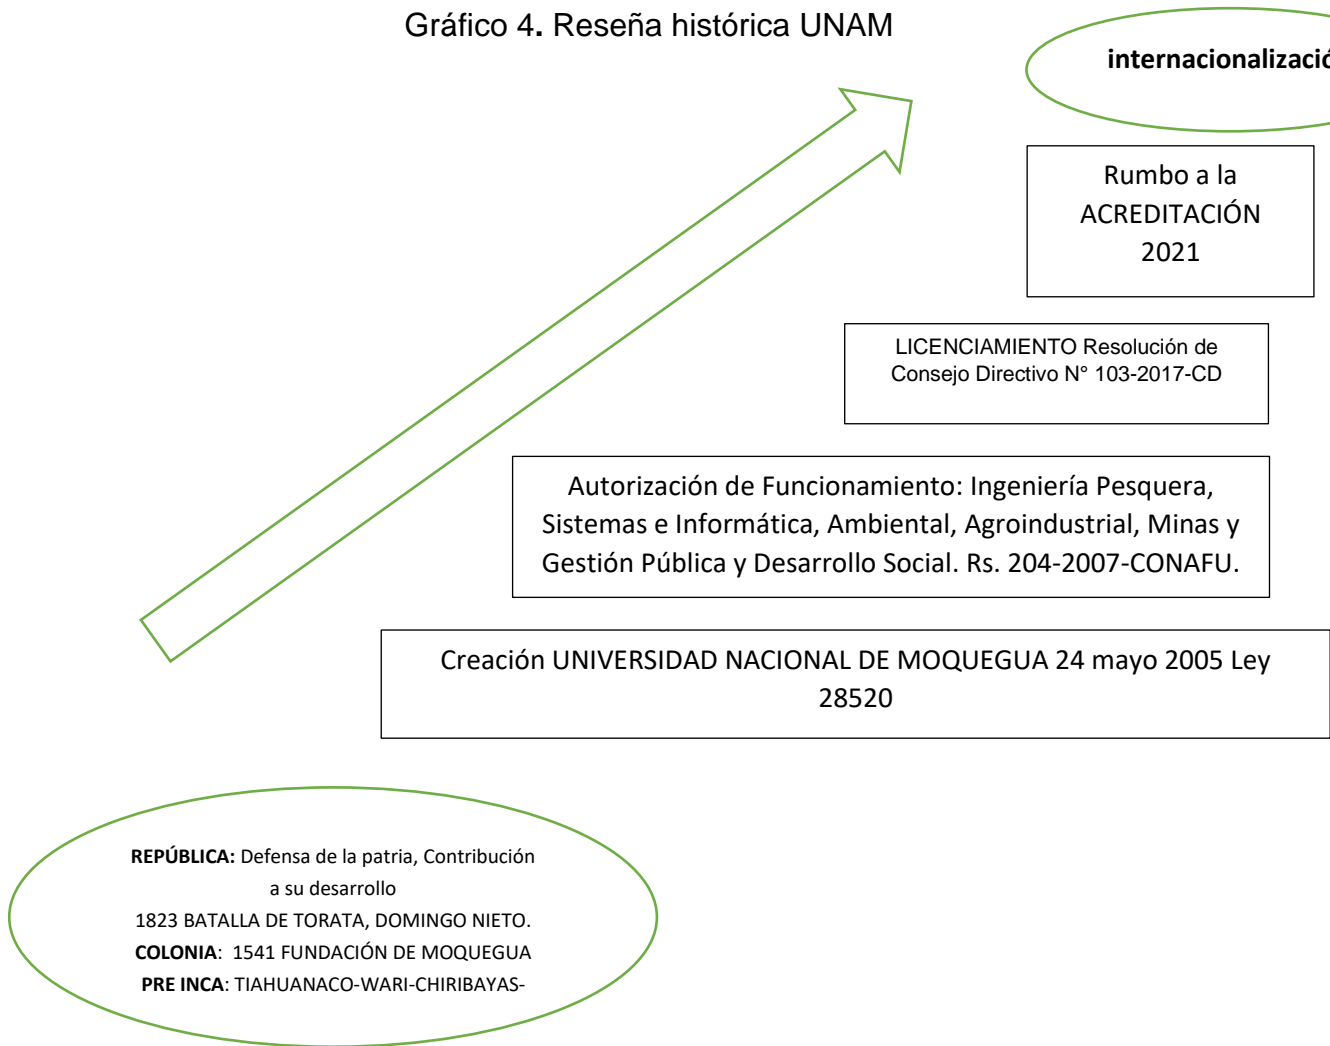 Gráfico 4. Reseña histórica UNAM
internacionalizació
Rumbo a la
ACREDITACIÓN
2021
LICENCIAMIENTO Resolución de
Consejo Directivo N° 103-2017-CD
Autorización de Funcionamiento: Ingeniería Pesquera,
Sistemas e Informática, Ambiental, Agroindustrial, Minas y
Gestión Pública y Desarrollo Social. Rs. 204-2007-CONAFU.
Creación UNIVERSIDAD NACIONAL DE MOQUEGUA 24 mayo 2005 Ley
28520
REPÚBLICA: Defensa de la patria, Contribución
a su desarrollo
1823 BATALLA DE TORATA, DOMINGO NIETO.
COLONIA: 1541 FUNDACIÓN DE MOQUEGUA
PRE INCA: TIAHUANACO-WARI-CHIRIBAYAS-